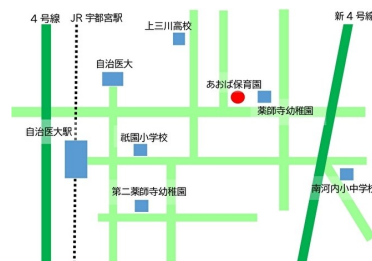 4号線
JR 宇都宮駅
上三川高校
新4号線
自治医大
あおば保育園
薬師寺幼稚園
自治医大駅
祇園小学校
第二薬師寺幼稚園
南河内小中学校